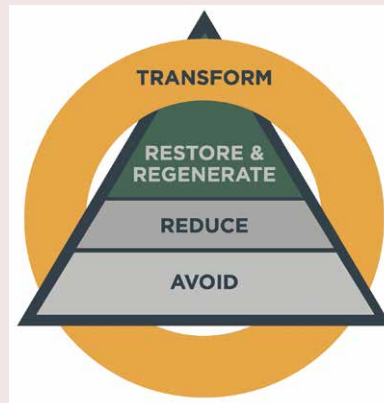 TRANSFORM
RESTORE &
REGENERATE
REDUCE
AVOID